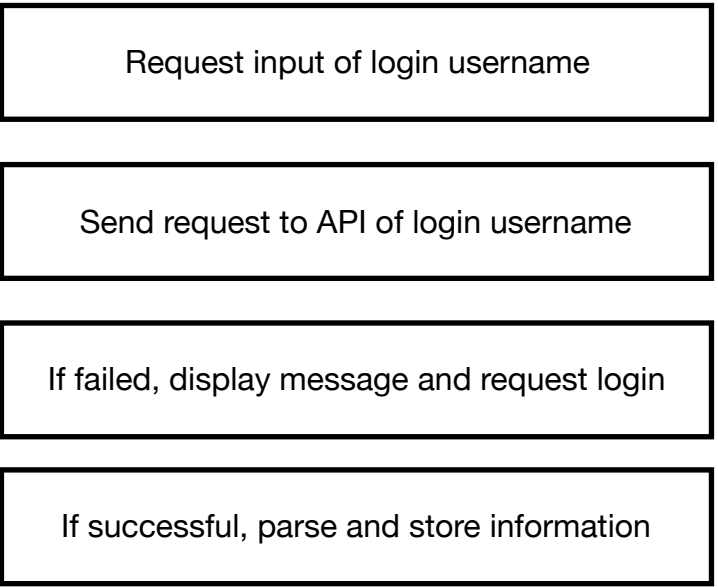 Request input of login username
Send request to API of login username
If failed, display message and request login
If successful, parse and store information